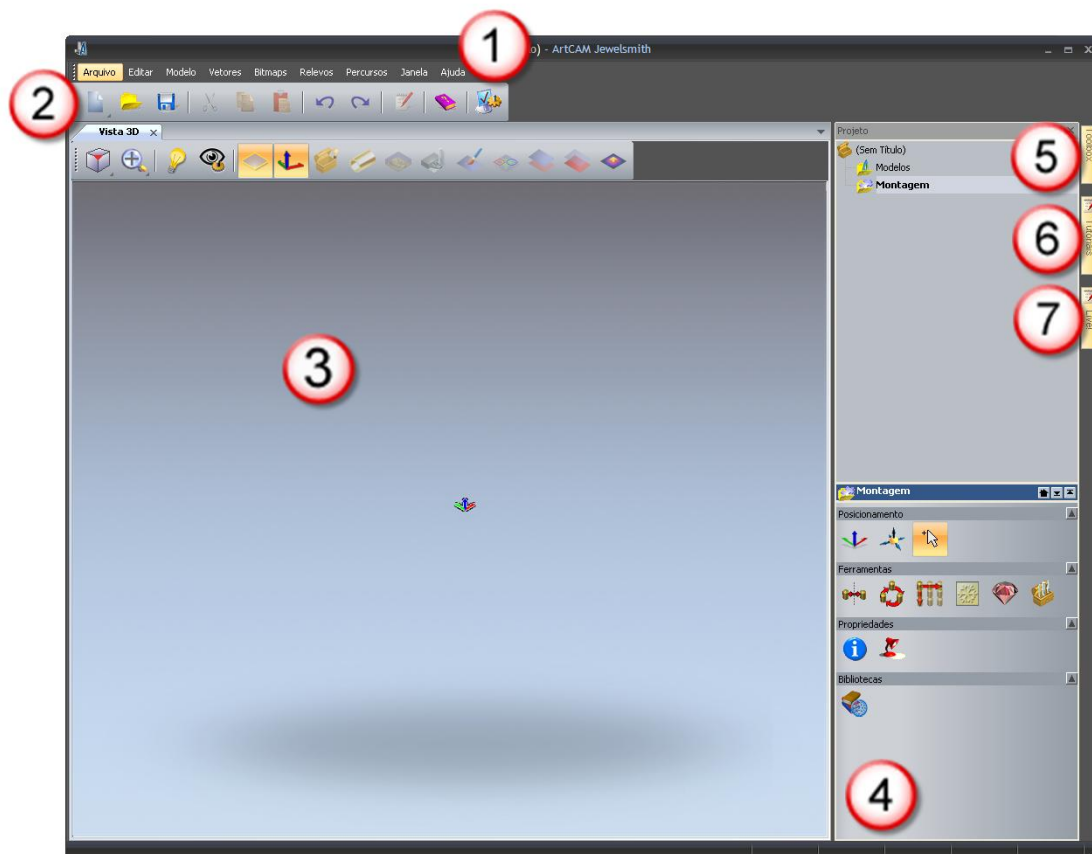 1
o) - ArtCAM Jewelsmith
2
Arquivo Editar Modelo Vetores Bitmaps Relevos Percursos Janela Ajuda
Vista 3D
3
Projeto
(Sem Título)
Modelos
Montagem
5
6
7
Montagem
Posicionamento
Ferramentas
Propriedades
Bibliotecas
4